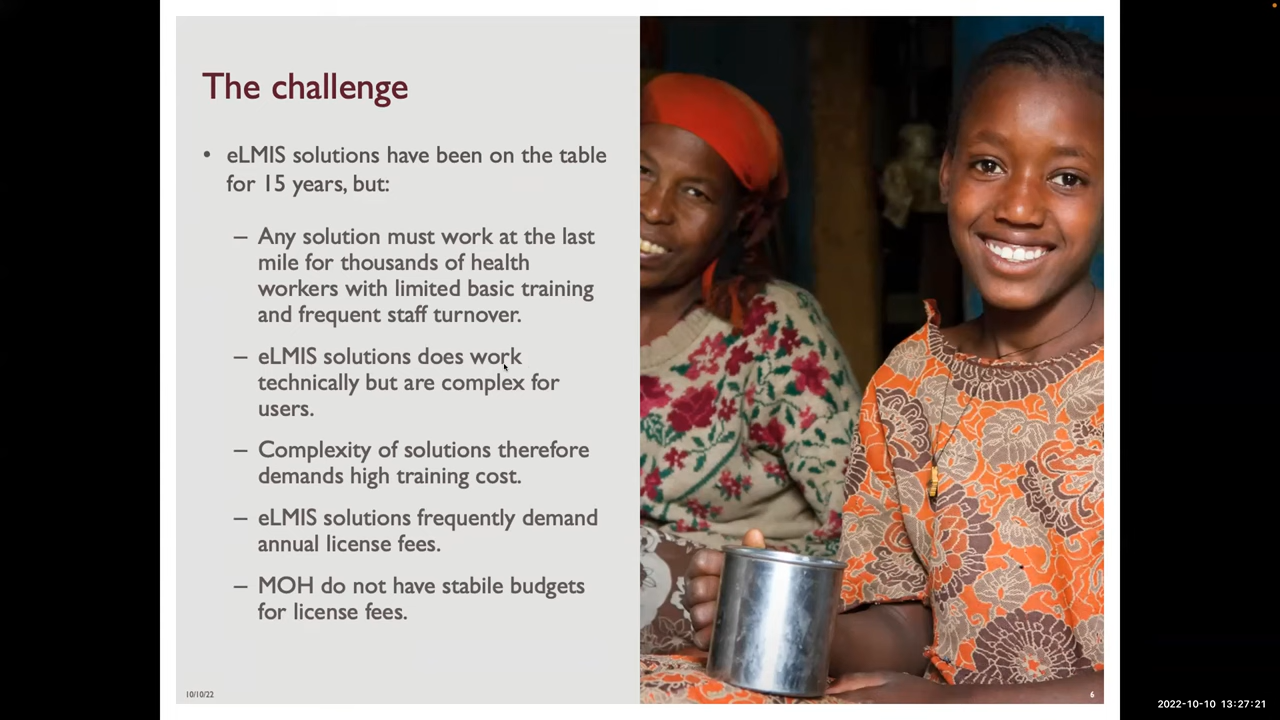 The challenge
• eLMIS solutions have been on the table
for 15 years, but:
– Any solution must work at the last
mile for thousands of health
workers with limited basic training
and frequent staff turnover.
– eLMIS solutions does work
technically but are complex for
users.
– Complexity of solutions therefore
demands high training cost.
– eLMIS solutions frequently demand
annual license fees.
– MOH do not have stabile budgets
for license fees.
10/10/22
6
2022-10-10 13:27:21